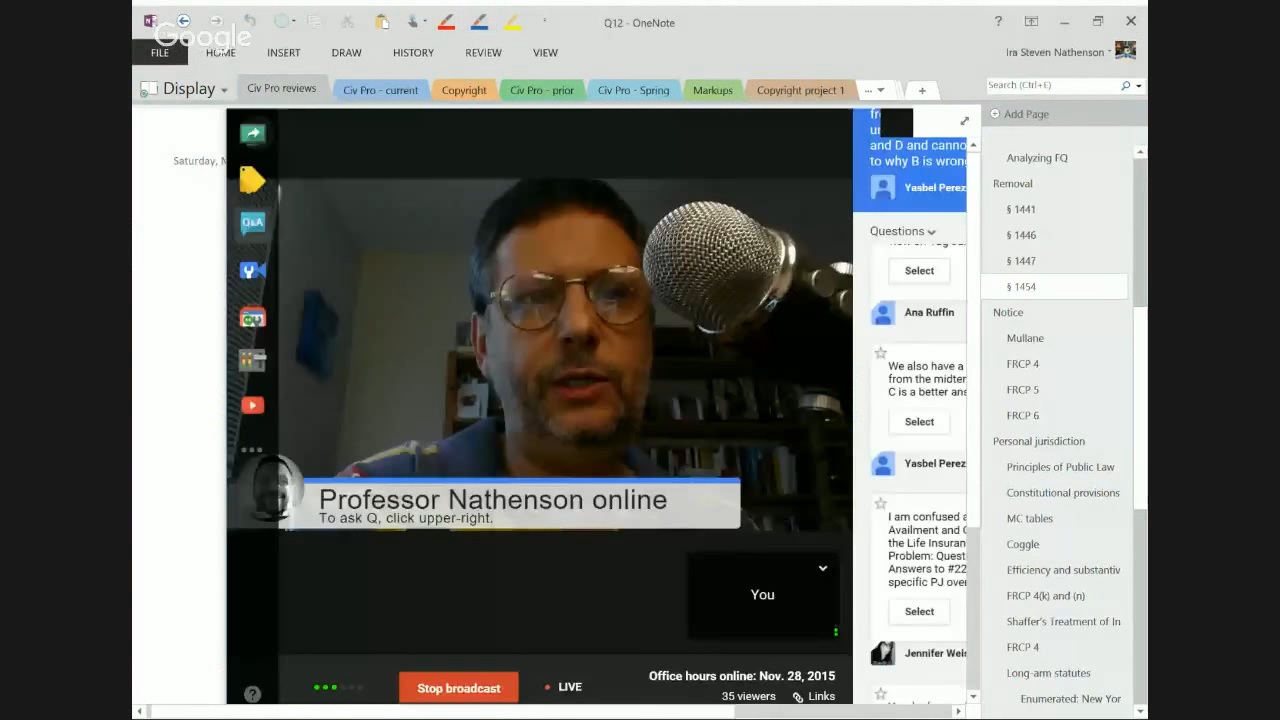 Google
Q12 - OneNote
?
FILE
HOME
INSERT
DRAW
HISTORY
REVIEW
VIEW
Ira Steven Nathenson
Display
Civ Pro reviews
Civ Pro - current
Copyright
Civ Pro - prior
Civ Pro - Spring
Markups
Copyright project 1
...
+
Search (Ctrl+E)
Add Page
Saturday,
and D and canno
to why B is wron
Yasbel Perez
Questions
Select
Ana Ruffin
We also have a
from the midter
C is a better ans
Select
Yasbel Perez
I am confused a
Availment and
the Life Insuran
Problem: Quest
Answers to #22
specific PJ over
Select
Jennifer Weis
Q&A
Professor Nathenson online
To ask Q, click upper-right.
You
Office hours online: Nov. 28, 2015
Stop broadcast
LIVE
35 viewers
Links
?
Analyzing FQ
Removal
§ 1441
§ 1446
§ 1447
§ 1454
Notice
Mullane
FRCP 4
FRCP 5
FRCP 6
Personal jurisdiction
Principles of Public Law
Constitutional provisions
MC tables
Coggle
Efficiency and substantiv
FRCP 4(k) and (n)
Shaffer's Treatment of In
FRCP 4
Long-arm statutes
Enumerated: New Yor